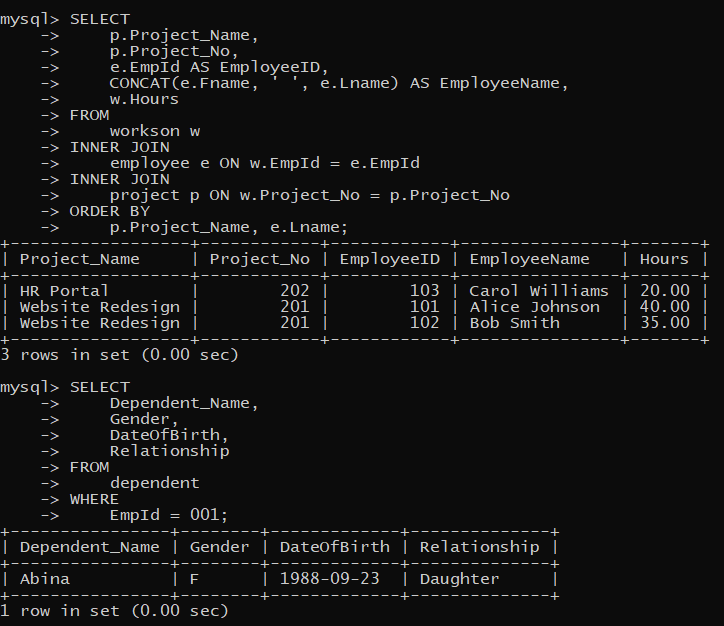 mysql> SELECT
    ->     p.Project_Name,
    ->     p.Project_No,
    ->     e.EmpId AS EmployeeID,
    ->     CONCAT(e.Fname, ' ', e.Lname) AS EmployeeName,
    ->     w.Hours
    -> FROM
    ->     workson w
    -> INNER JOIN
    ->     employee e ON w.EmpId = e.EmpId
    -> INNER JOIN
    ->     project p ON w.Project_No = p.Project_No
    -> ORDER BY
    ->     p.Project_Name, e.Lname;
+------------------+------------+------------+----------------+-------+
| Project_Name     | Project_No | EmployeeID | EmployeeName   | Hours |
+------------------+------------+------------+----------------+-------+
| HR Portal        |        202 |        103 | Carol Williams | 20.00 |
| Website Redesign |        201 |        101 | Alice Johnson  | 40.00 |
| Website Redesign |        201 |        102 | Bob Smith      | 35.00 |
+------------------+------------+------------+----------------+-------+
3 rows in set (0.00 sec)
mysql> SELECT
    ->     Dependent_Name,
    ->     Gender,
    ->     DateOfBirth,
    ->     Relationship
    -> FROM
    ->     dependent
    -> WHERE
    ->     EmpId = 001;
+----------------+--------+-------------+--------------+
| Dependent_Name | Gender | DateOfBirth | Relationship |
+----------------+--------+-------------+--------------+
| Abina          | F      | 1988-09-23  | Daughter     |
+----------------+--------+-------------+--------------+
1 row in set (0.00 sec)